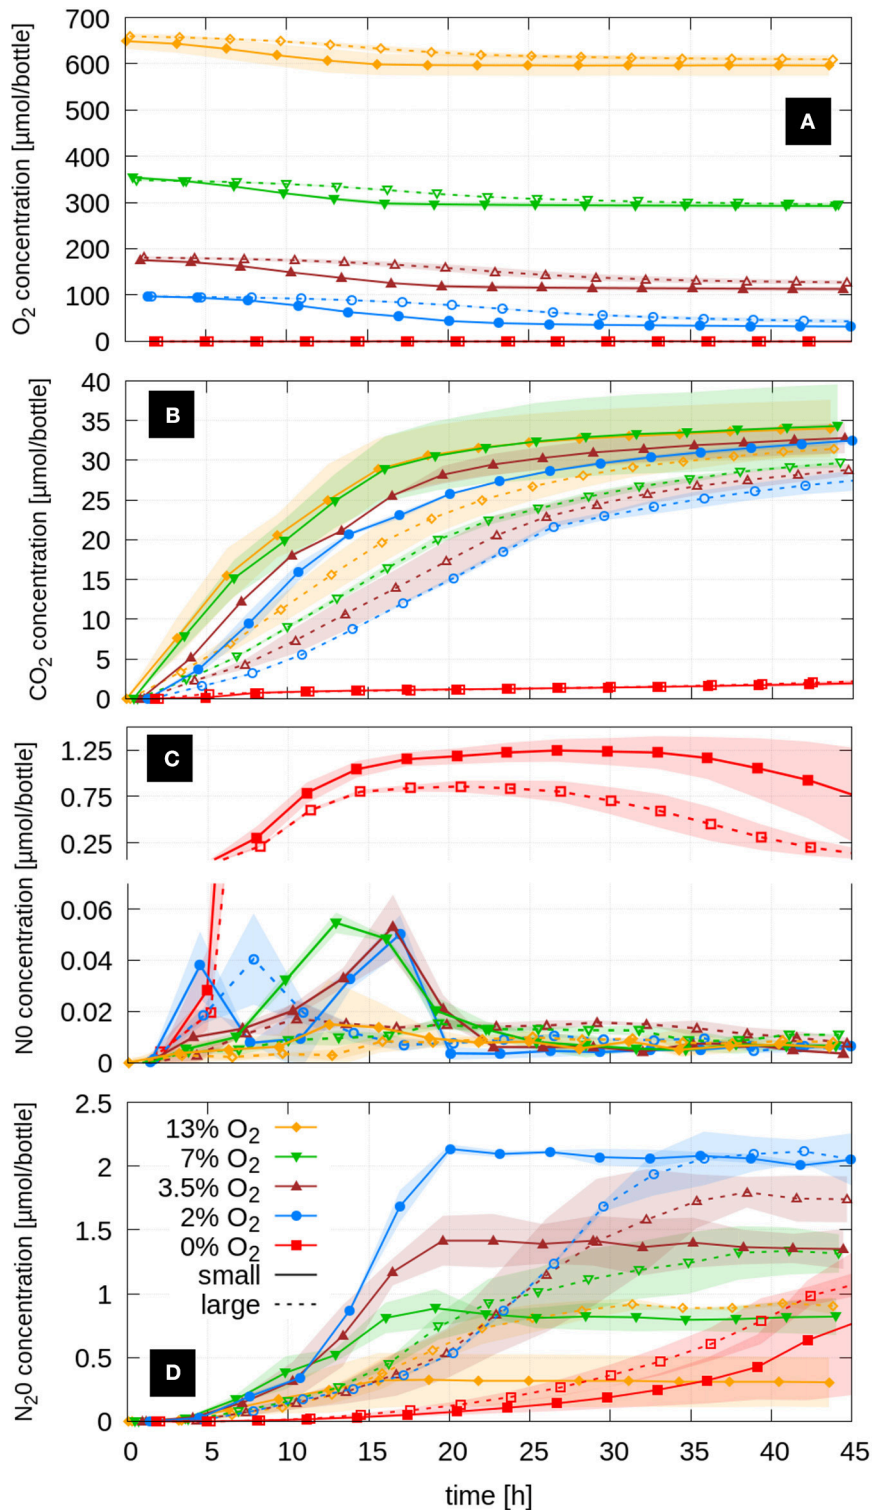 O2 concentration [µmol/bottle]
700
600
500
400
300
200
100
0
A
CO2 concentration [µmol/bottle]
40
35
30
25
20
15
10
5
0
B
N0 concentration [µmol/bottle]
1.25
0.75
0.25
0.06
0.04
0.02
0
C
N20 concentration [µmol/bottle]
2.5
2
1.5
1
0.5
0
13% O2
7% O2
3.5% O2
2% O2
0% O2
small
large
D
0 5 10 15 20 25 30 35 40 45
time [h]